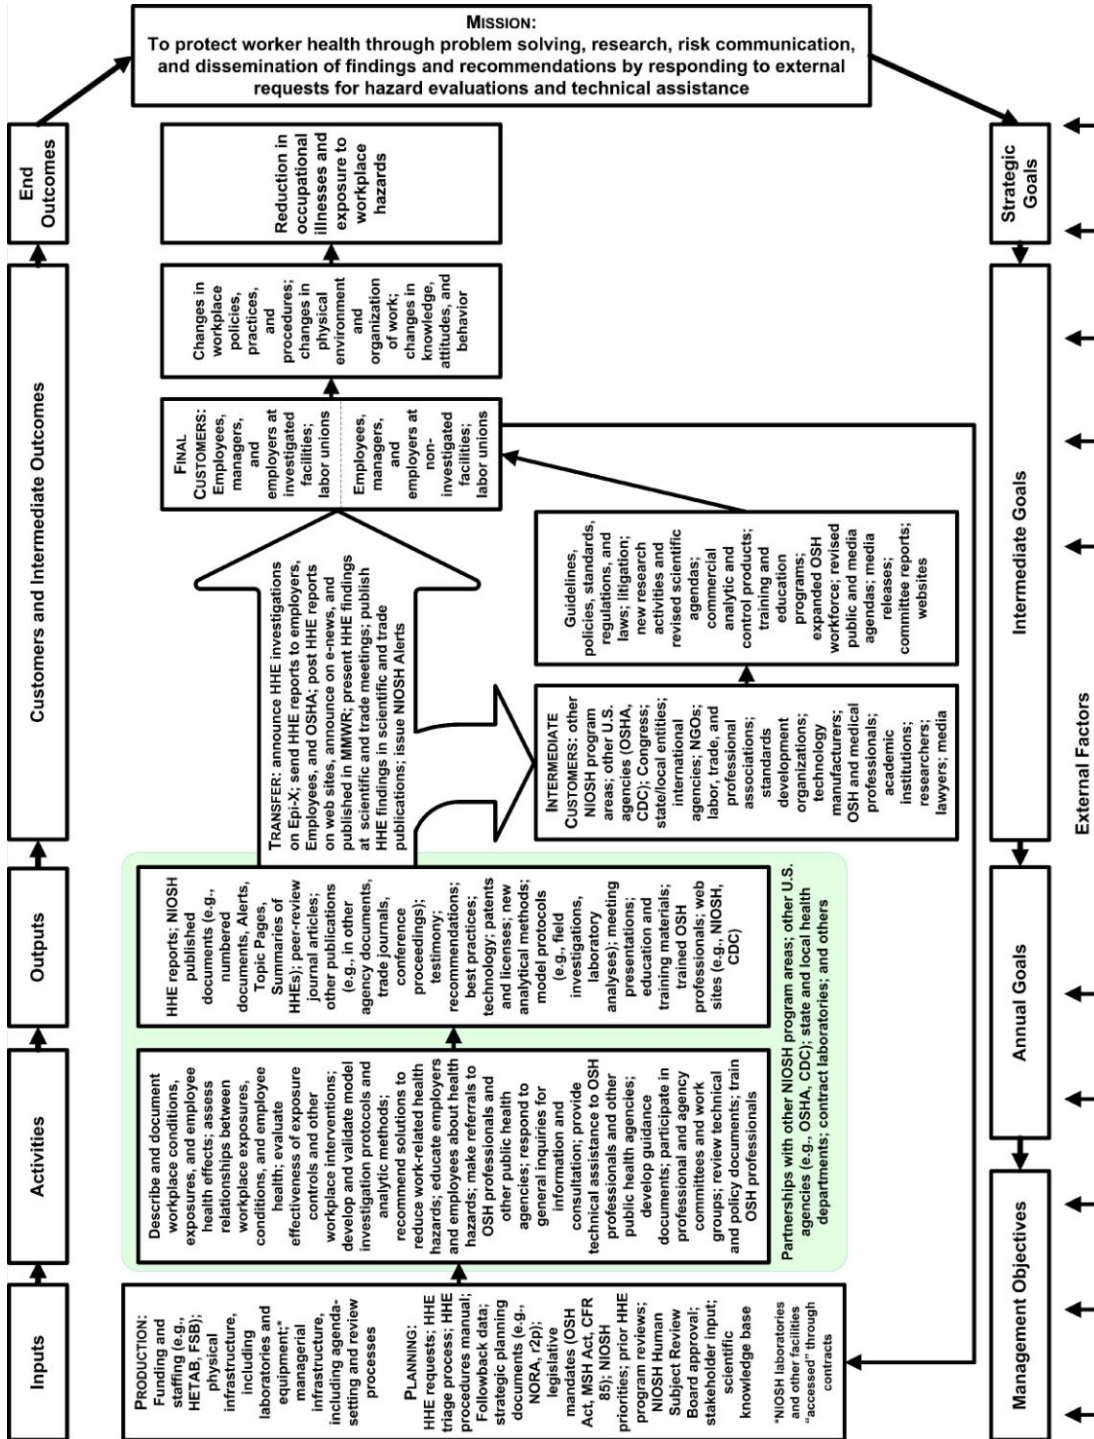 MISSION:
To protect worker health through problem solving, research, risk communication,
and dissemination of findings and recommendations by responding to external
requests for hazard evaluations and technical assistance
Inputs
Activities
Outputs
Customers and Intermediate Outcomes
End
Outcomes
PRODUCTION:
Funding and
staffing (e.g.,
HETAB, FSB);
physical
infrastructure,
including
laboratories and
equipment;*
managerial
infrastructure,
including agenda-
setting and review
processes
PLANNING:
HHE requests; HHE
triage process; HHE
procedures manual;
Followback data;
strategic planning
documents (e.g.,
NORA, r2p);
legislative
mandates (OSH
Act, MSH Act, CFR
85); NIOSH
priorities; prior HHE
program reviews;
NIOSH Human
Subject Review
Board approval;
stakeholder input;
scientific
knowledge base
*NIOSH laboratories
and other facilities
"accessed" through
contracts
Describe and document
workplace conditions,
exposures, and employee
health effects; assess
relationships between
workplace exposures,
conditions, and employee
health; evaluate
effectiveness of exposure
controls and other
workplace interventions;
develop and validate model
investigation protocols and
analytic methods;
recommend solutions to
reduce work-related health
hazards; educate employers
and employees about health
hazards; make referrals to
OSH professionals and
other public health
agencies; respond to
general inquiries for
information and
consultation; provide
technical assistance to OSH
professionals and other
public health agencies;
develop guidance
documents; participate in
professional and agency
committees and work
groups; review technical
and policy documents; train
OSH professionals
HHE reports; NIOSH
published
documents (e.g.,
numbered
documents, Alerts,
Topic Pages,
Summaries of
HHEs); peer-review
journal articles;
other publications
(e.g., in other
agency documents,
trade journals,
conference
proceedings);
testimony;
recommendations;
best practices;
technology; patents
and licenses; new
analytical methods;
model protocols
(e.g., field
investigations,
laboratory
analyses); meeting
presentations;
education and
training materials;
trained OSH
professionals; web
sites (e.g., NIOSH,
CDC)
Partnerships with other NIOSH program areas; other U.S.
agencies (e.g., OSHA, CDC); state and local health
departments; contract laboratories; and others
TRANSFER: announce HHE investigations
on Epi-X; send HHE reports to employers,
Employees, and OSHA; post HHE reports
on web sites, announce on e-news, and
published in MMWR; present HHE findings
at scientific and trade meetings; publish
HHE findings in scientific and trade
publications; issue NIOSH Alerts
INTERMEDIATE
CUSTOMERS: other
NIOSH program
areas; other U.S.
agencies (OSHA,
CDC); Congress;
state/local entities;
international
agencies; NGOs;
labor, trade, and
professional
associations;
standards
development
organizations;
technology
manufacturers;
OSH and medical
professionals;
academic
institutions;
researchers;
lawyers; media
Guidelines,
policies, standards,
regulations, and
laws; litigation;
new research
activities and
revised scientific
agendas;
commercial
analytic and
control products;
training and
education
programs;
expanded OSH
workforce; revised
public and media
agendas; media
releases;
committee reports;
websites
FINAL
CUSTOMERS:
Employees,
managers,
and
employers at
investigated
facilities;
labor unions
Employees,
managers,
and
employers at
non-
investigated
facilities;
labor unions
Changes in
workplace
policies,
practices,
and
procedures;
changes in
physical
environment
and
organization
of work;
changes in
knowledge,
attitudes, and
behavior
Reduction in
occupational
illnesses and
exposure to
workplace
hazards
Management Objectives
Annual Goals
Intermediate Goals
Strategic
Goals
External Factors